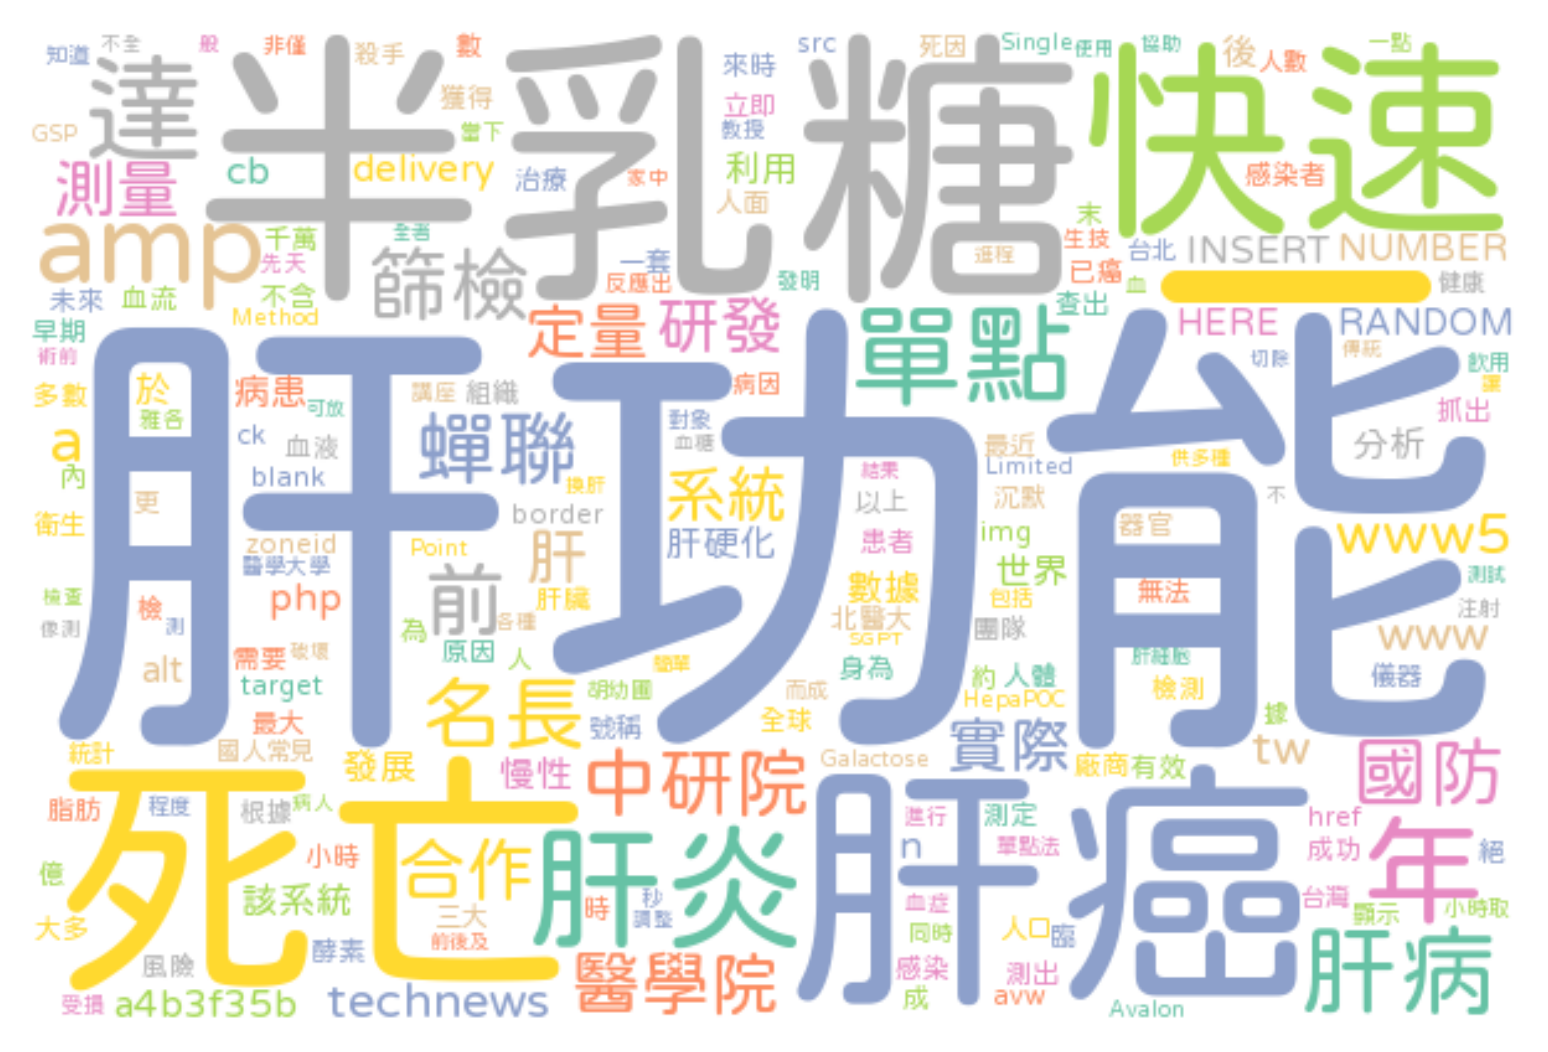 知道 不全 般 非僅 殺手 數 來時 src 死因 Single 使用 協助 後 人數 一點
達 半乳糖 快速
獲得 立即 教授
GSP 當下
測量 cb delivery 治療 家中 利用 人面 感染者
amp 千萬 先天 全者 篩檢 一套 反應出 發明 進程 末 生技 已癌 台北 血 INSERT NUMBER
未來 血流 不含 Method 查出 健康
早期 術前 定量 研發 單點 HERE RANDOM
肝功能
切除 傳統 飲用 讓
多數 於 雅各 病患 可放 講座 組織 病因 抓出
a 內 ck 血液 蟬聯 對象 血糖 最近 Limited 供多種 分析
blank 換肝 系統 結果 以上 沉默 不
衛生 更 border 肝硬化 患者 img 器官 www5
zoneid 醫學大學 Point 肝 世界 測試
檢查 像測 檢 測 php 前 肝臟 數據 包括 無法 注射
為 各種 北醫大 SGPT 團隊 www
alt 需要 破壞 原因 人 簡單 身為 約 人體 肝細胞 儀器
target 名長 胡幼圃 而成 HepaPOC 檢測
最大 號稱 全球 實際 據
統計 國人常見 發展 慢性 中研院 Galactose 廠商 有效 tw 國防
死亡 肝癌
脂肪 程度 根據 病人 進行 測定 href
億 小時 合作 肝炎 n 單點法 成功 年 絕
該系統 三大 時 秒 調整 血症 台灣 顯示 小時取
大多 前後及 同時 人口 臨
風險 酵素 醫學院 感染 測出 肝病
受損 a4b3f35b technews 成 avw Avalon